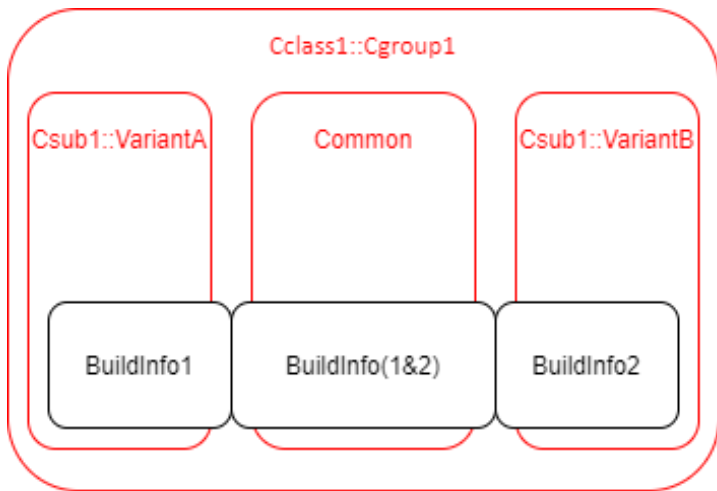 Cclass1::Cgroup1
Csub1::VariantA
Common
Csub1::VariantB
BuildInfo1
BuildInfo(1&2)
BuildInfo2